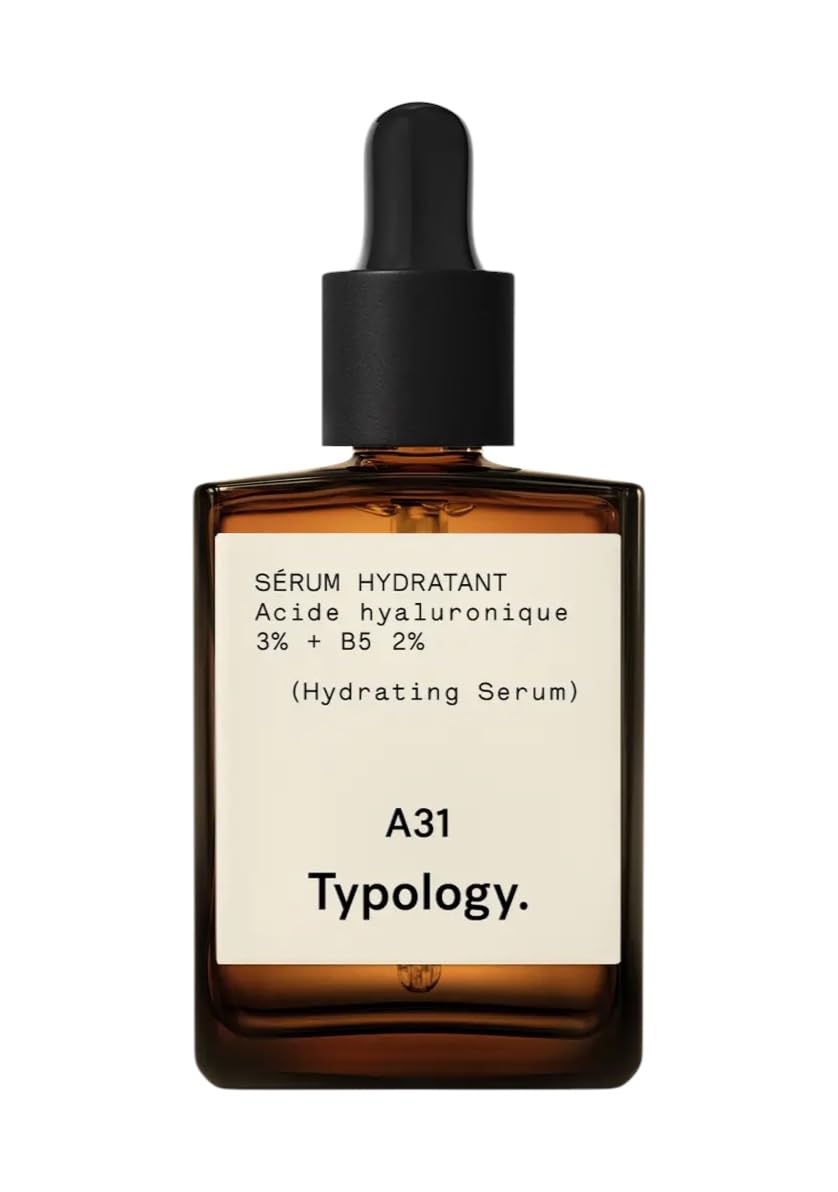 SÉRUM HYDRATANT
Acide hyaluronique
3% + B5 2%
(Hydrating Serum)
A31
Typology.